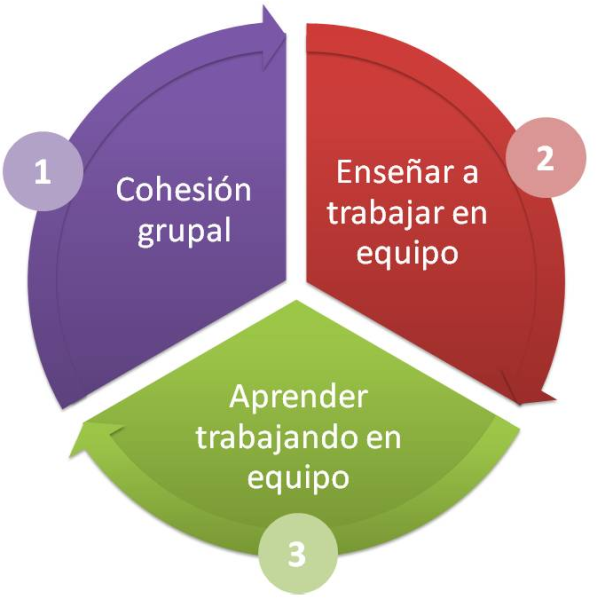 1
Cohesión
grupal
2
Enseñar a
trabajar en
equipo
Aprender
trabajando en
equipo
3